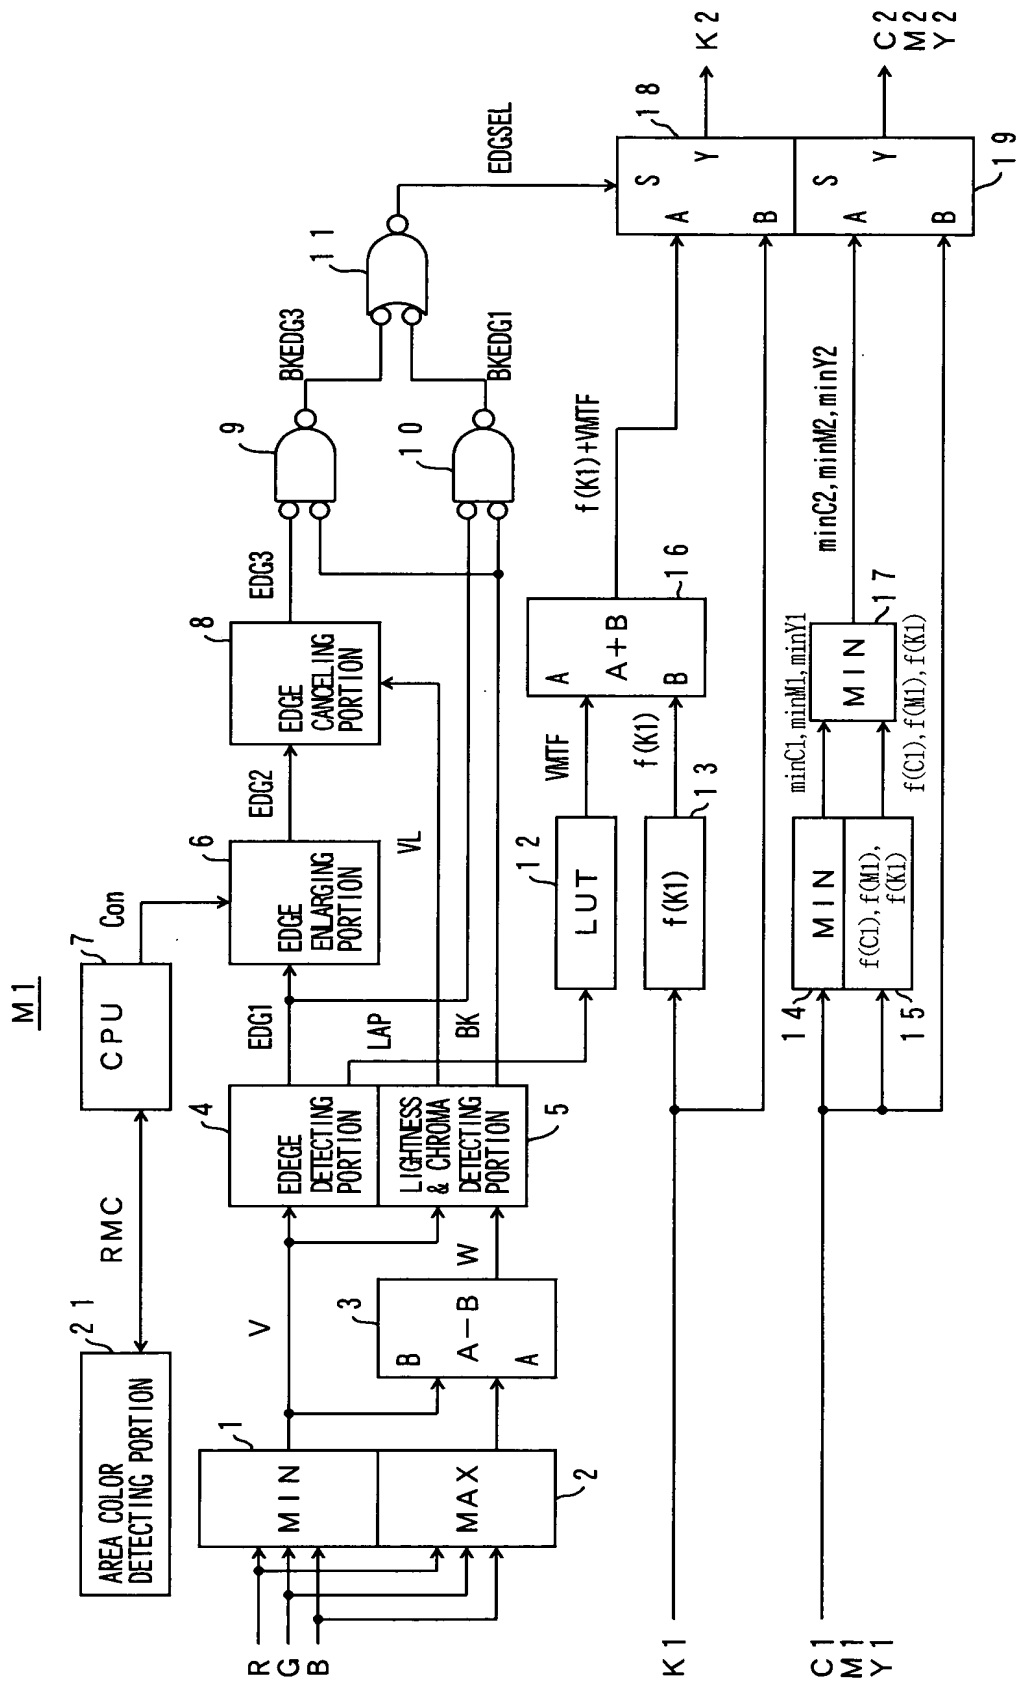 M1
AREA COLOR
DETECTING PORTION
21
RMC
CPU
7
Con
R
G
B
MIN
1
MAX
2
V
B
A-B
A
3
W
EDEGE
DETECTING
PORTION
4
LIGHTNESS
& CHROMA
DETECTING
PORTION
5
EDG1
LAP
VL
BK
EDGE
ENLARGING
PORTION
6
EDG2
EDGE
CANCELING
PORTION
8
EDG3
9
10
BKEDG3
BKEDG1
11
EDGSEL
LUT
12
VMTF
K1
f(K1)
13
f(K1)
A
A+B
B
16
f(K1)+VMTF
C1
M1
Y1
MIN
14
f(C1),f(M1),
f(K1)
15
minC1,minM1,minY1
f(C1),f(M1),f(K1)
MIN
17
minC2,minM2,minY2
S
A
Y
B
18
K2
S
A
Y
B
19
C2
M2
Y2